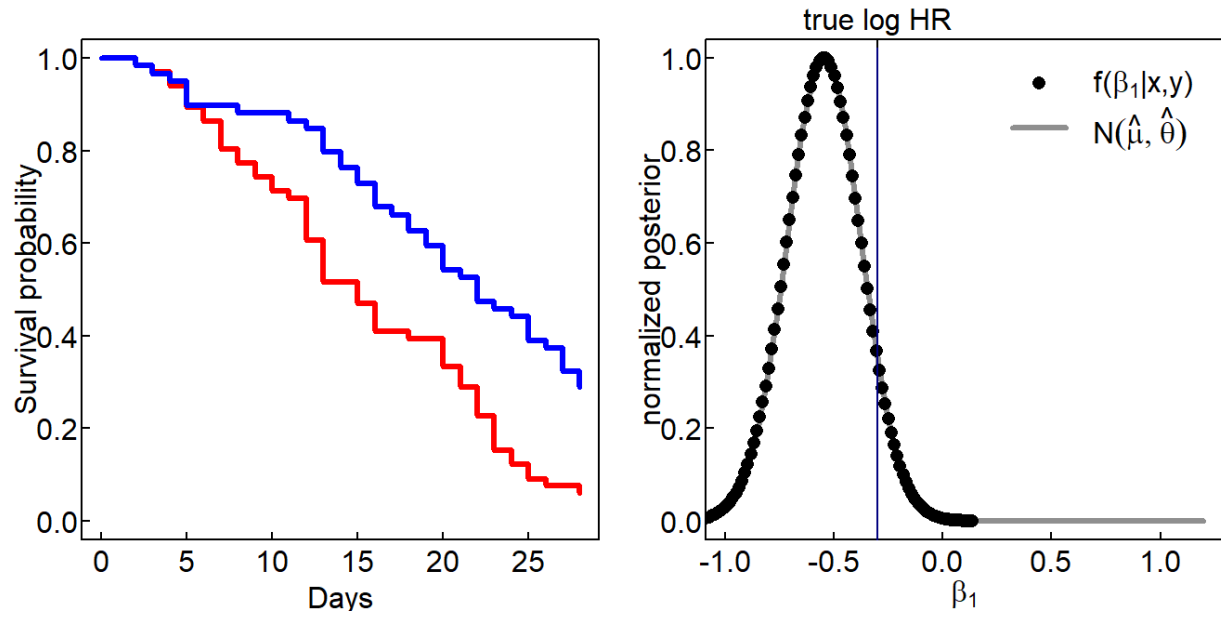 Survival probability
1.0
0.8
0.6
0.4
0.2
0.0
0 5 10 15 20 25
Days
true log HR
normalized posterior
1.0
0.8
0.6
0.4
0.2
0.0
f(β₁|x,y)
N(μ̂, θ̂)
-1.0 -0.5 0.0 0.5 1.0
β₁